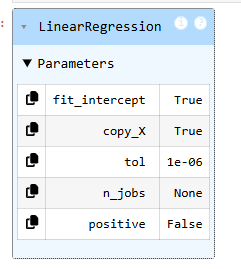 LinearRegression i ?
Parameters
fit_intercept True
copy_X True
tol 1e-06
n_jobs None
positive False